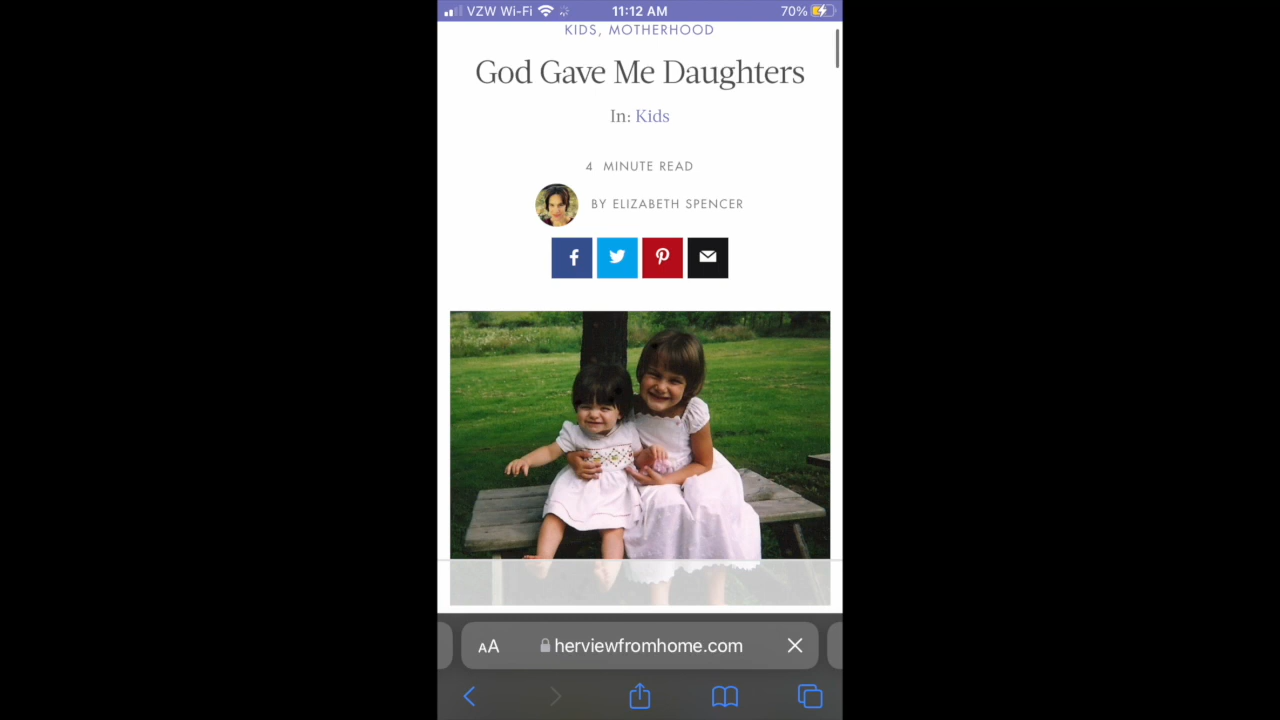 VZW Wi-Fi 11:12 AM 70%
KIDS, MOTHERHOOD
God Gave Me Daughters
In: Kids
4 MINUTE READ
BY ELIZABETH SPENCER
AA herviewfromhome.com